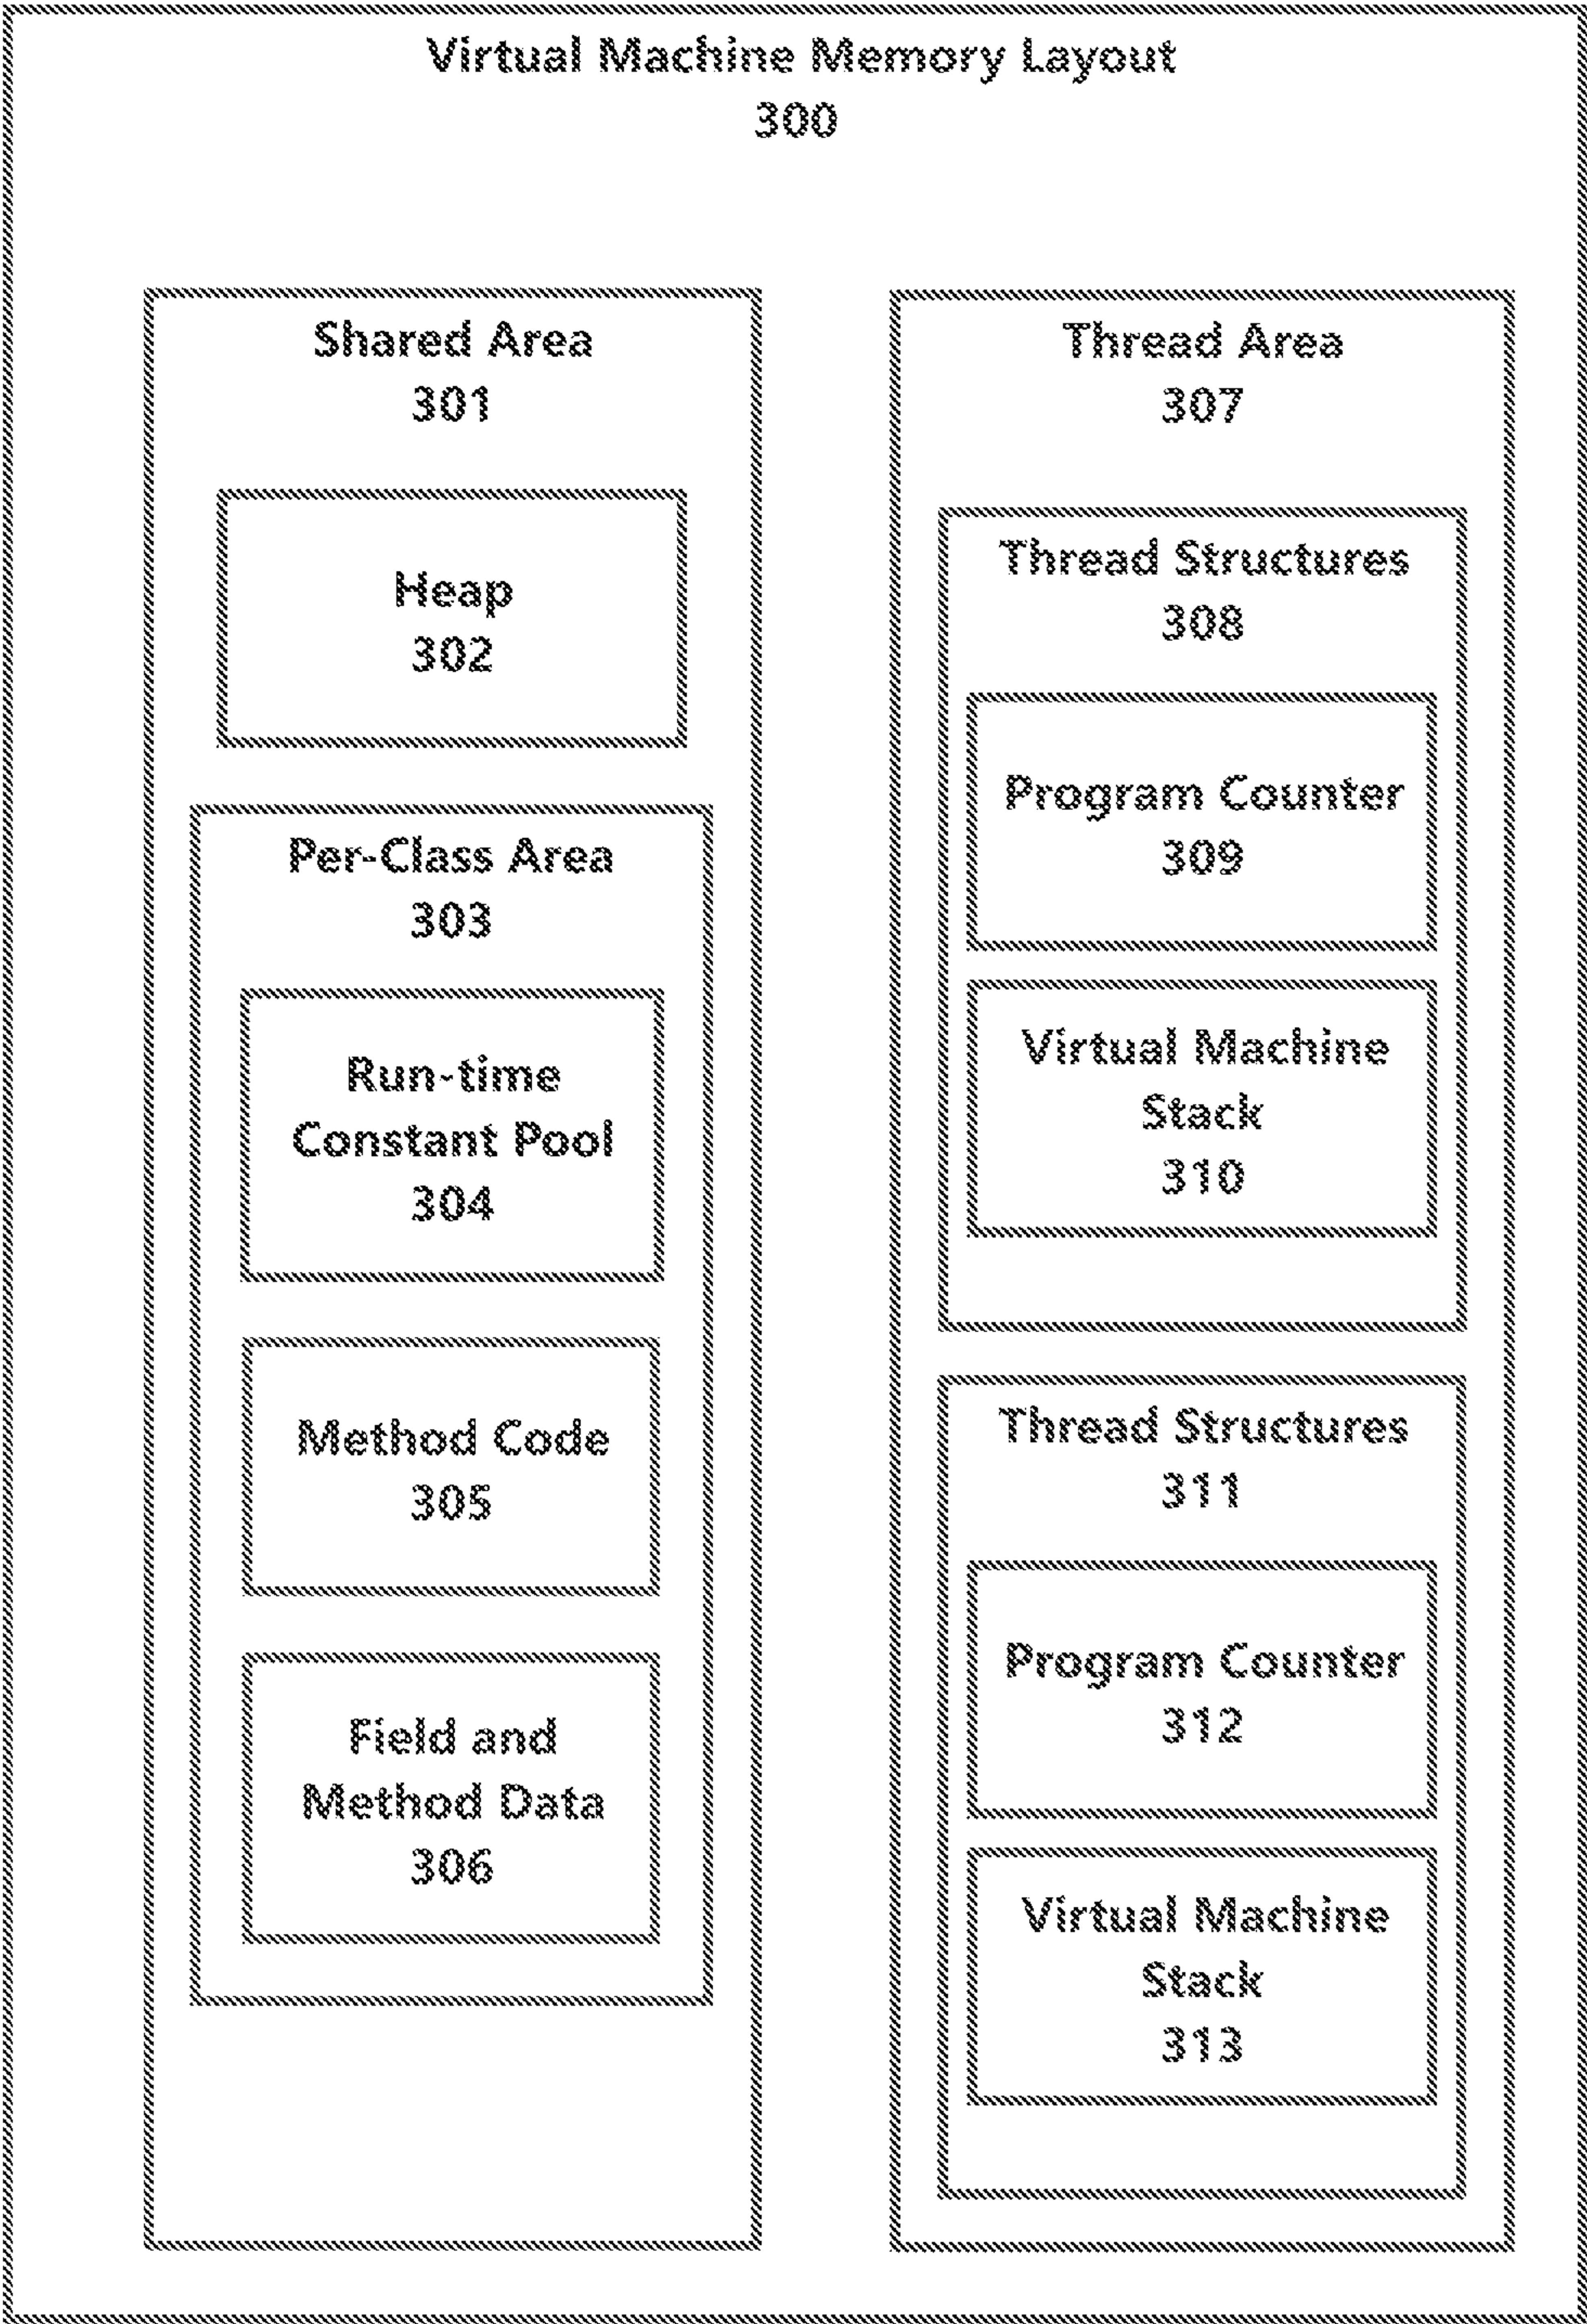 Virtual Machine Memory Layout
300
Shared Area
301
Heap
302
Per-Class Area
303
Run-time
Constant Pool
304
Method Code
305
Field and
Method Data
306
Thread Area
307
Thread Structures
308
Program Counter
309
Virtual Machine
Stack
310
Thread Structures
311
Program Counter
312
Virtual Machine
Stack
313